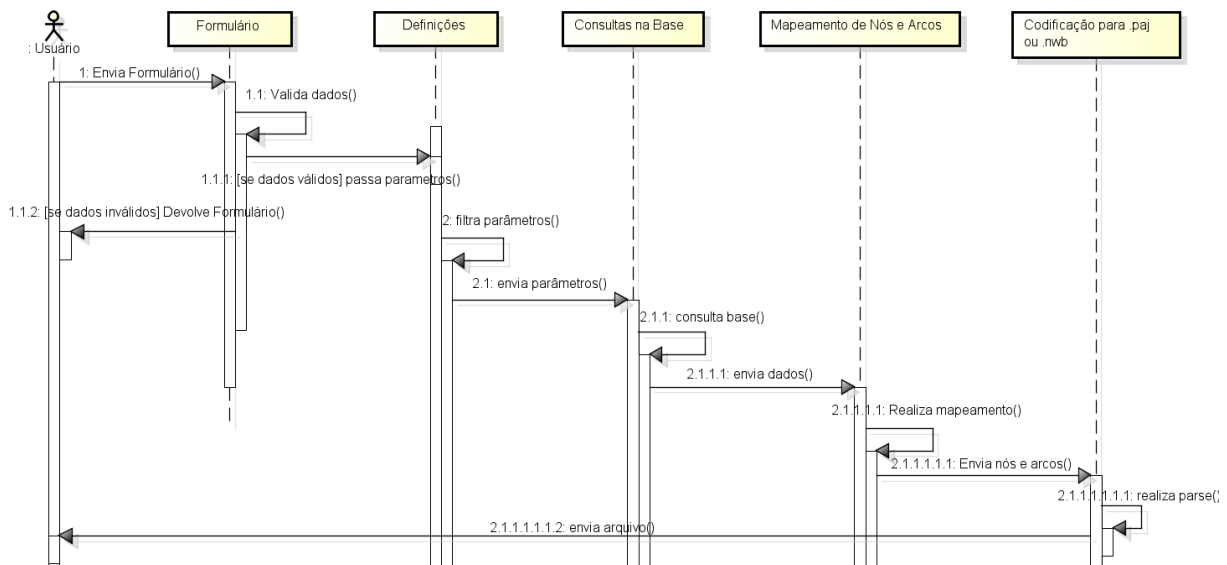 : Usuário
Formulário
Definições
Consultas na Base
Mapeamento de Nós e Arcos
Codificação para .paj
ou .nwb
1: Envia Formulário()
1.1: Valida dados()
1.1.1: [se dados válidos] passa parametros()
1.1.2: [se dados inválidos] Devolve Formulário()
2: filtra parâmetros()
2.1: envia parâmetros()
2.1.1: consulta base()
2.1.1.1: envia dados()
2.1.1.1.1: Realiza mapeamento()
2.1.1.1.1.1: Envia nós e arcos()
2.1.1.1.1.1.1: realiza parse()
2.1.1.1.1.1.2: envia arquivo()